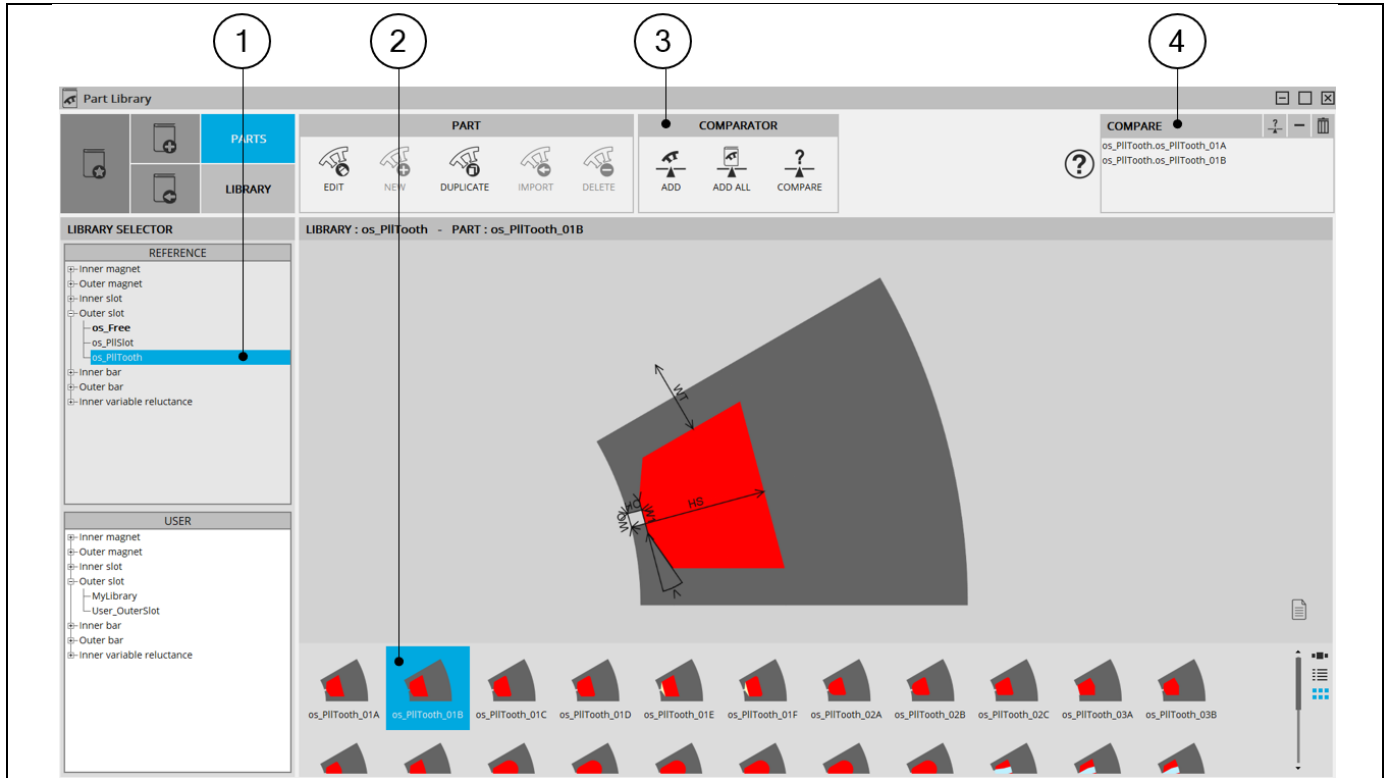 1
2
3
4
Part Library
PARTS
LIBRARY
PART
EDIT
NEW
DUPLICATE
IMPORT
DELETE
COMPARATOR
ADD
ADD ALL
?
COMPARE
?
COMPARE
?
os_PllTooth.os_PllTooth_01A
os_PllTooth.os_PllTooth_01B
LIBRARY SELECTOR
LIBRARY : os_PllTooth - PART : os_PllTooth_01B
REFERENCE
Inner magnet
Outer magnet
Inner slot
Outer slot
os_Free
os_PllSlot
os_PllTooth
Inner bar
Outer bar
Inner variable reluctance
USER
Inner magnet
Outer magnet
Inner slot
Outer slot
MyLibrary
User_OuterSlot
Inner bar
Outer bar
Inner variable reluctance
WT
HS
HO
WO
W1
V
os_PllTooth_01A
os_PllTooth_01B
os_PllTooth_01C
os_PllTooth_01D
os_PllTooth_01E
os_PllTooth_01F
os_PllTooth_02A
os_PllTooth_02B
os_PllTooth_02C
os_PllTooth_03A
os_PllTooth_03B